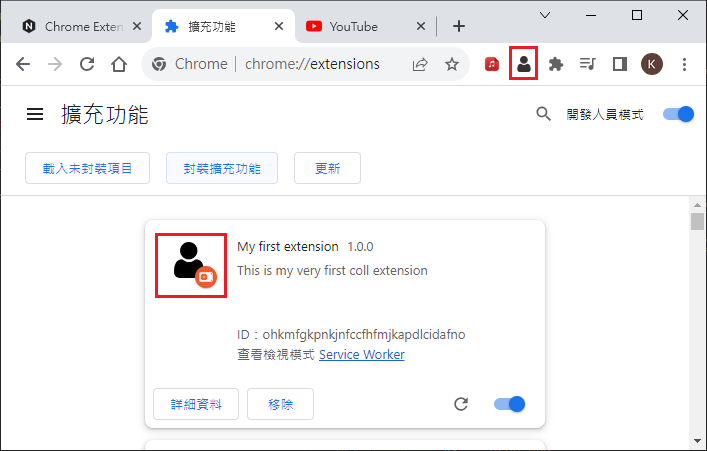 Chrome Exten
擴充功能
YouTube
Chrome
chrome://extensions
K
擴充功能
開發人員模式
載入未封裝項目
封裝擴充功能
更新
My first extension 1.0.0
This is my very first coll extension
ID：ohkmfgkpnkjnfccfhfmjkapdlcidafno
查看檢視模式 Service Worker
詳細資料
移除